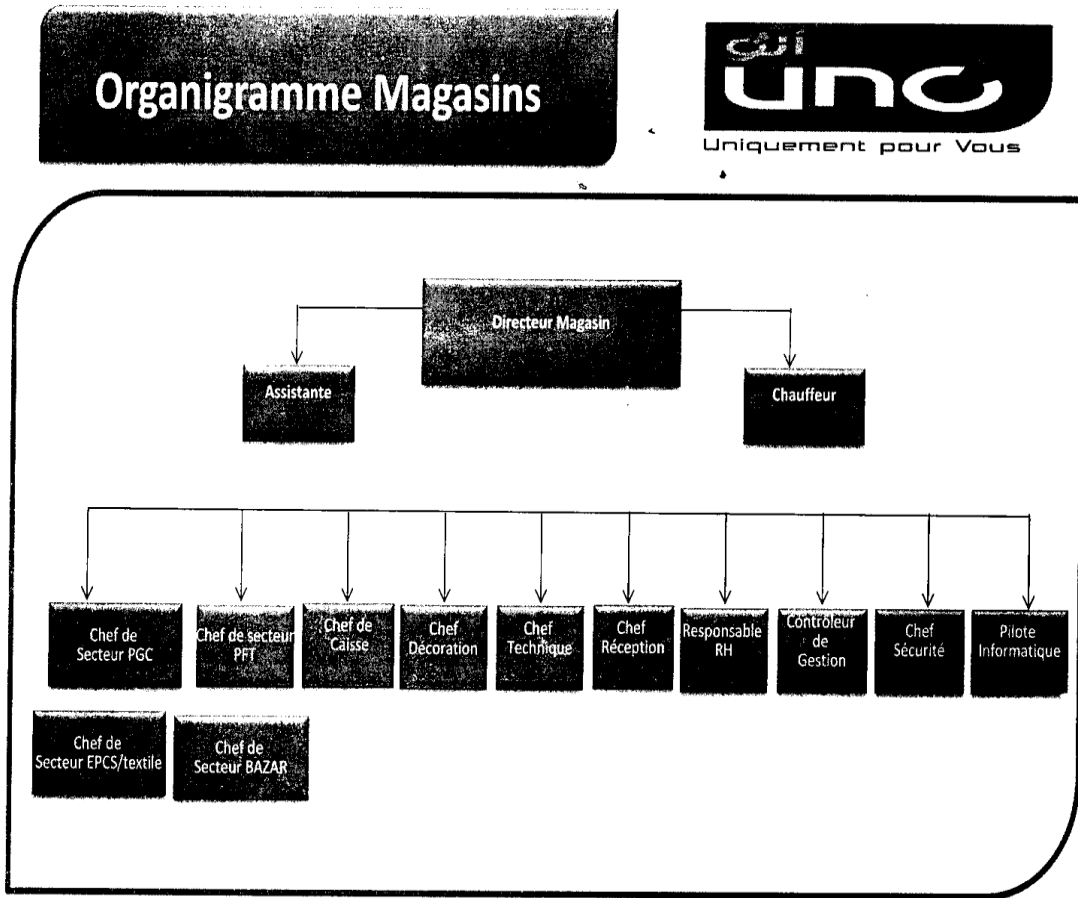 Organigramme Magasins
uno
Uniquement pour Vous
Directeur Magasin
Assistante
Chauffeur
Chef de
Secteur PGC
Chef de secteur
PFT
Chef de
Caisse
Chef
Décoration
Chef
Technique
Chef
Réception
Responsable
RH
Contrôleur
de
Gestion
Chef
Sécurité
Pilote
Informatique
Chef de
Secteur EPCS/textile
Chef de
Secteur BAZAR